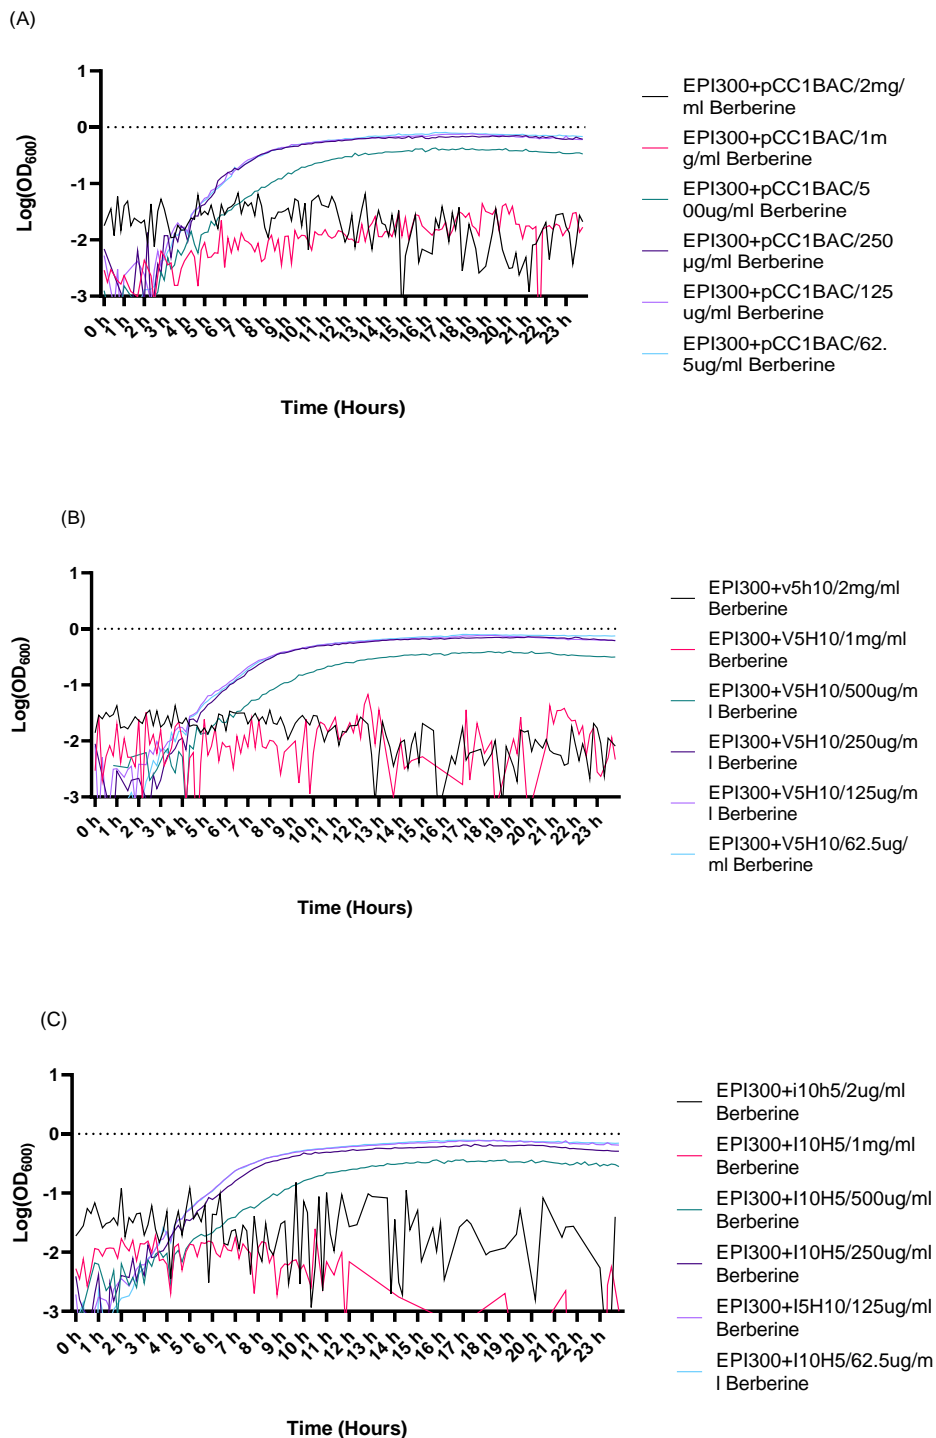 (A)
1
0
-1
-2
-3
Log(OD600)
0 h
1 h
2 h
3 h
4 h
5 h
6 h
7 h
8 h
9 h
10 h
11 h
12 h
13 h
14 h
15 h
16 h
17 h
18 h
19 h
20 h
21 h
22 h
23 h
Time (Hours)
EPI300+pCC1BAC/2mg/
ml Berberine
EPI300+pCC1BAC/1m
g/ml Berberine
EPI300+pCC1BAC/5
00ug/ml Berberine
EPI300+pCC1BAC/250
µg/ml Berberine
EPI300+pCC1BAC/125
ug/ml Berberine
EPI300+pCC1BAC/62.
5ug/ml Berberine
(B)
1
0
-1
-2
-3
Log(OD600)
0 h
1 h
2 h
3 h
4 h
5 h
6 h
7 h
8 h
9 h
10 h
11 h
12 h
13 h
14 h
15 h
16 h
17 h
18 h
19 h
20 h
21 h
22 h
23 h
Time (Hours)
EPI300+v5h10/2mg/ml
Berberine
EPI300+V5H10/1mg/ml
Berberine
EPI300+V5H10/500ug/m
l Berberine
EPI300+V5H10/250ug/m
l Berberine
EPI300+V5H10/125ug/m
l Berberine
EPI300+V5H10/62.5ug/
ml Berberine
(C)
1
0
-1
-2
-3
Log(OD600)
0 h
1 h
2 h
3 h
4 h
5 h
6 h
7 h
8 h
9 h
10 h
11 h
12 h
13 h
14 h
15 h
16 h
17 h
18 h
19 h
20 h
21 h
22 h
23 h
Time (Hours)
EPI300+i10h5/2ug/ml
Berberine
EPI300+I10H5/1mg/ml
Berberine
EPI300+I10H5/500ug/ml
Berberine
EPI300+I10H5/250ug/ml
Berberine
EPI300+I5H10/125ug/ml
Berberine
EPI300+I10H5/62.5ug/m
l Berberine